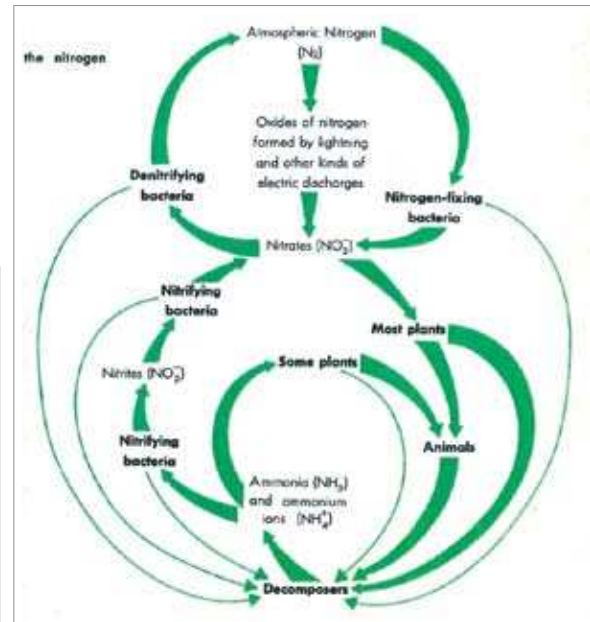 the nitrogen
Atmospheric Nitrogen
(N₂)
Oxides of nitrogen
formed by lightning
and other kinds of
electric discharges
Denitrifying
bacteria
Nitrogen-fixing
bacteria
Nitrates (NO₃⁻)
Nitrifying
bacteria
Most plants
Some plants
Nitrites (NO₂⁻)
Nitrifying
bacteria
Animals
Ammonia (NH₃)
and ammonium
ions (NH₄⁺)
Decomposers